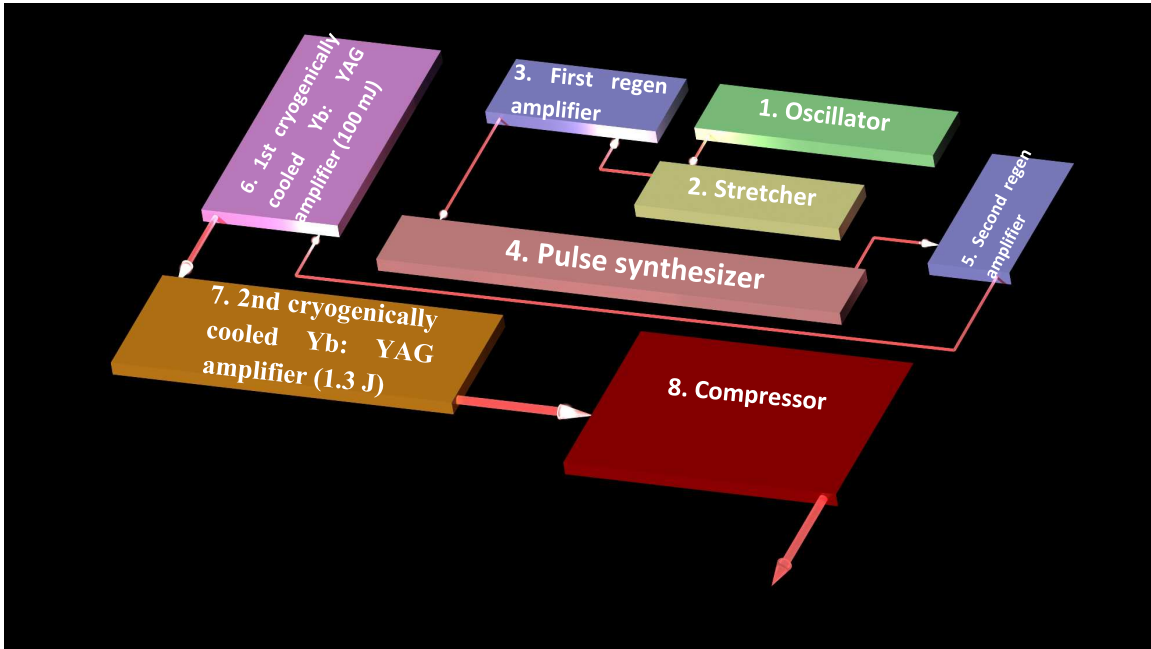 1. Oscillator
2. Stretcher
3. First regen
amplifier
4. Pulse synthesizer
5. Second regen
amplifier
6. 1st cryogenically
cooled Yb: YAG
amplifier (100 mJ)
7. 2nd cryogenically
cooled Yb: YAG
amplifier (1.3 J)
8. Compressor